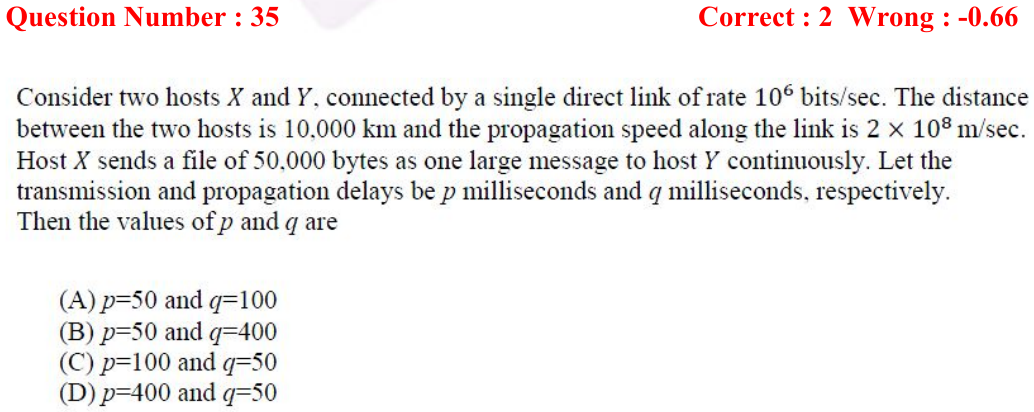 Question Number : 35 Correct : 2 Wrong : -0.66
Consider two hosts X and Y, connected by a single direct link of rate 10⁶ bits/sec. The distance
between the two hosts is 10,000 km and the propagation speed along the link is 2 × 10⁸ m/sec.
Host X sends a file of 50,000 bytes as one large message to host Y continuously. Let the
transmission and propagation delays be p milliseconds and q milliseconds, respectively.
Then the values of p and q are
(A) p=50 and q=100
(B) p=50 and q=400
(C) p=100 and q=50
(D) p=400 and q=50